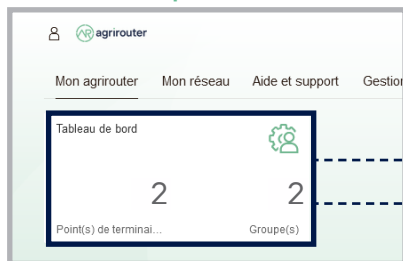 agrirouter
Mon agrirouter Mon réseau Aide et support Gestion
Tableau de bord
2 2
Point(s) de terminai... Groupe(s)